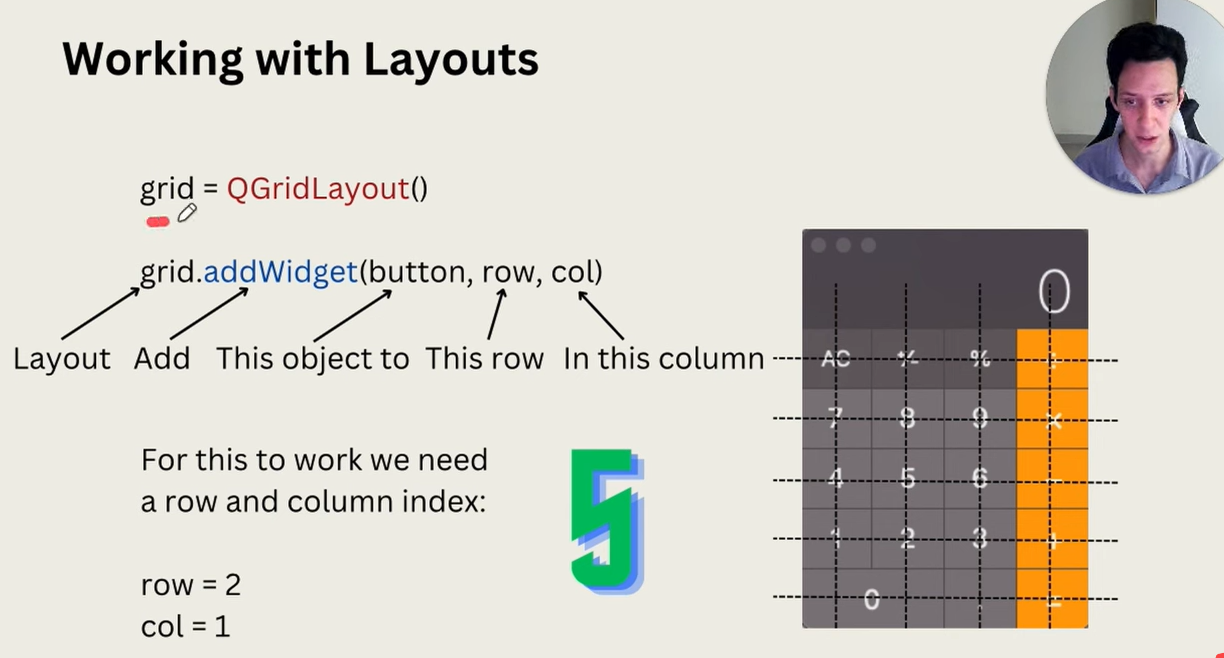 Working with Layouts
grid = QGridLayout()
grid.addWidget(button, row, col)
Layout Add This object to This row In this column
For this to work we need
a row and column index:
row = 2
col = 1
5
0
AC +/- % ÷
7 8 9 ×
4 5 6 −
1 2 3 +
0 . =